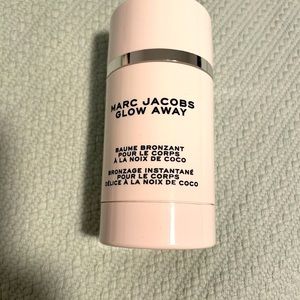 MARC JACOBS
GLOW AWAY
BAUME BRONZANT
POUR LE CORPS
À LA NOIX DE COCO
BRONZAGE INSTANTANÉ
POUR LE CORPS
DÉLICE À LA NOIX DE COCO